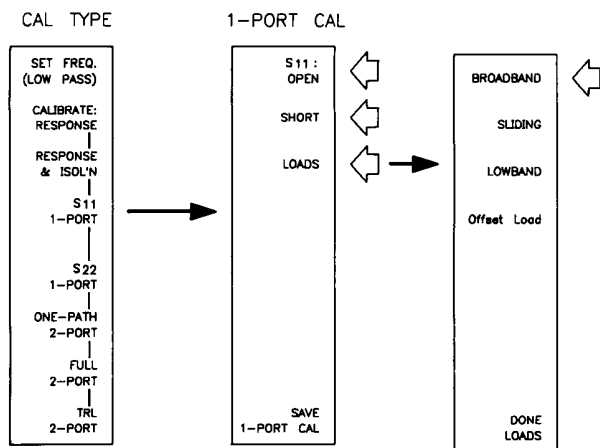 CAL TYPE
SET FREQ.
(LOW PASS)
CALIBRATE:
RESPONSE
RESPONSE
& ISOL'N
S11
1-PORT
S22
1-PORT
ONE-PATH
2-PORT
FULL
2-PORT
TRL
2-PORT
1-PORT CAL
S11:
OPEN
SHORT
LOADS
SAVE
1-PORT CAL
BROADBAND
SLIDING
LOWBAND
Offset Load
DONE
LOADS